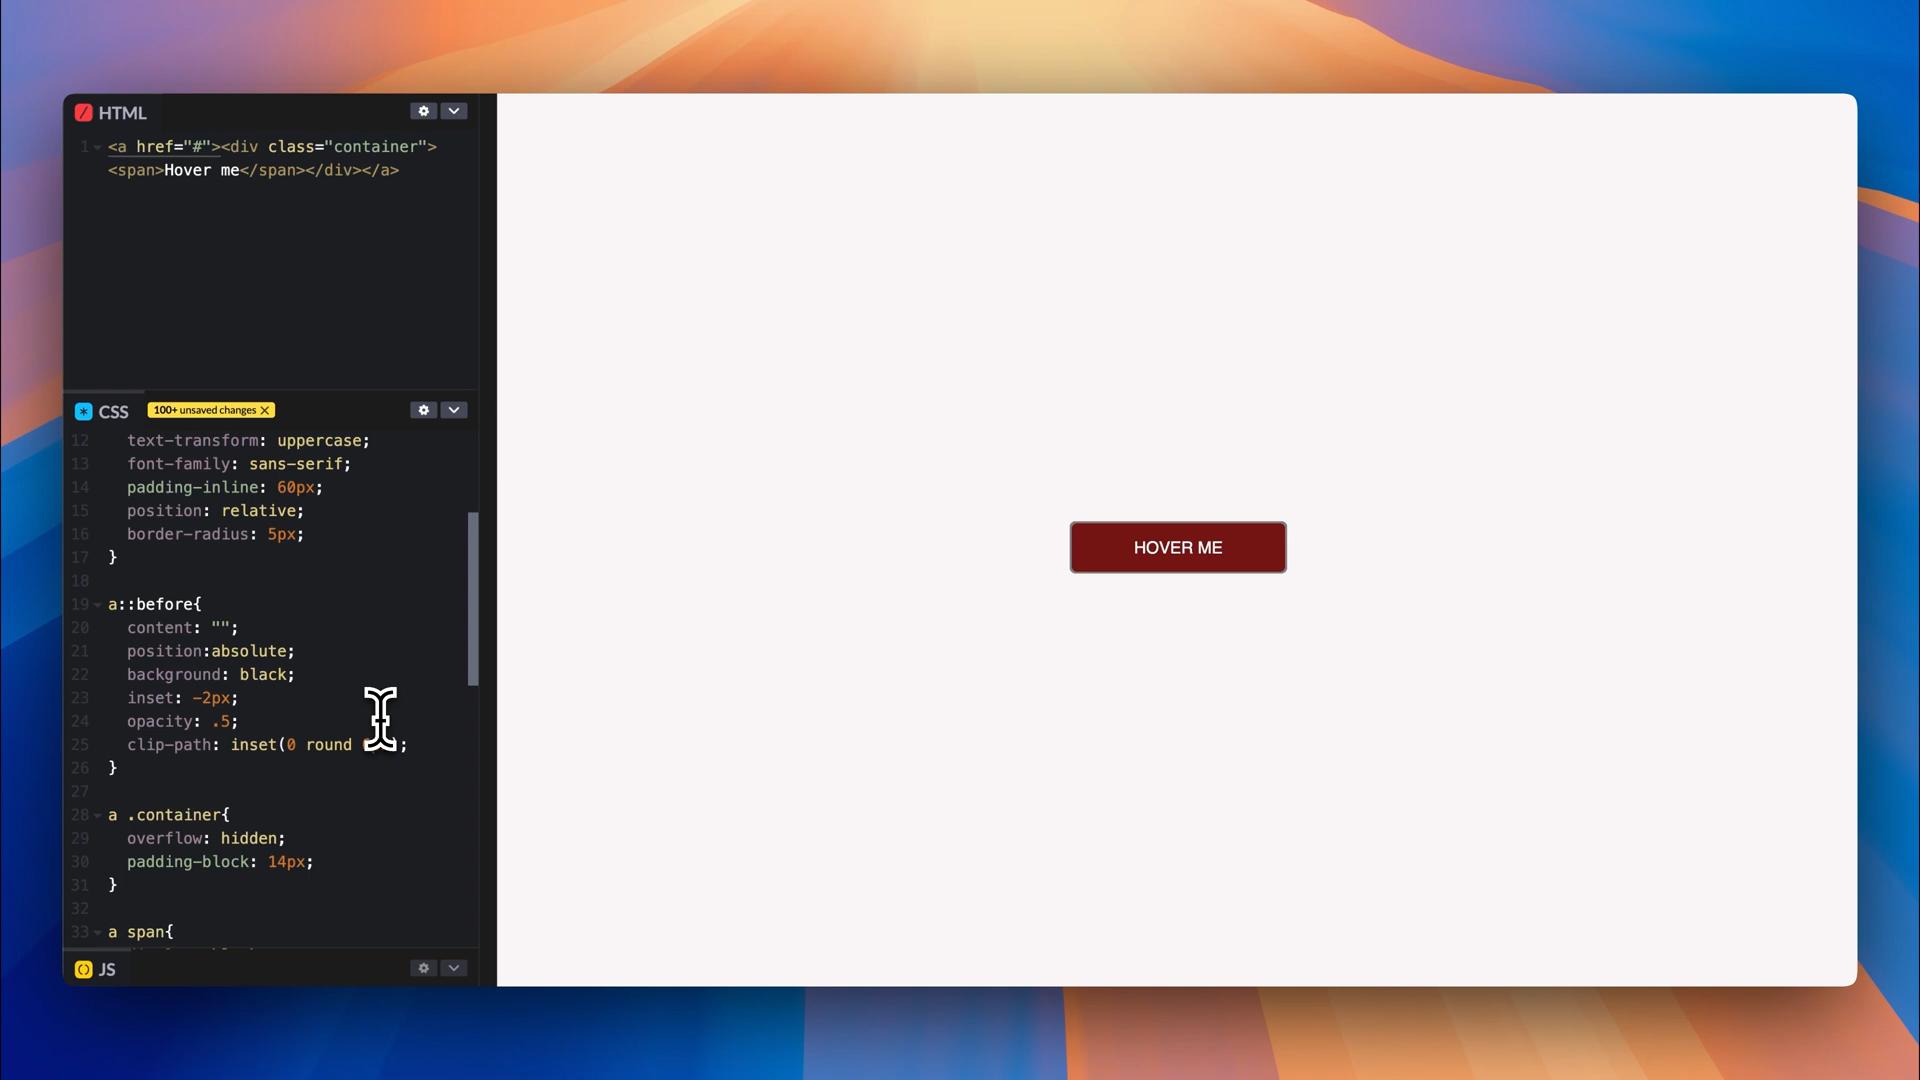 HTML
1 <a href="#"><div class="container">
<span>Hover me</span></div></a>
CSS
100+ unsaved changes
12 text-transform: uppercase;
13 font-family: sans-serif;
14 padding-inline: 60px;
15 position: relative;
16 border-radius: 5px;
17 }
18
19 a::before{
20 content: "";
21 position:absolute;
22 background: black;
23 inset: -2px;
24 opacity: .5;
25 clip-path: inset(0 round ;
26 }
27
28 a .container{
29 overflow: hidden;
30 padding-block: 14px;
31 }
32
33 a span{
JS
HOVER ME